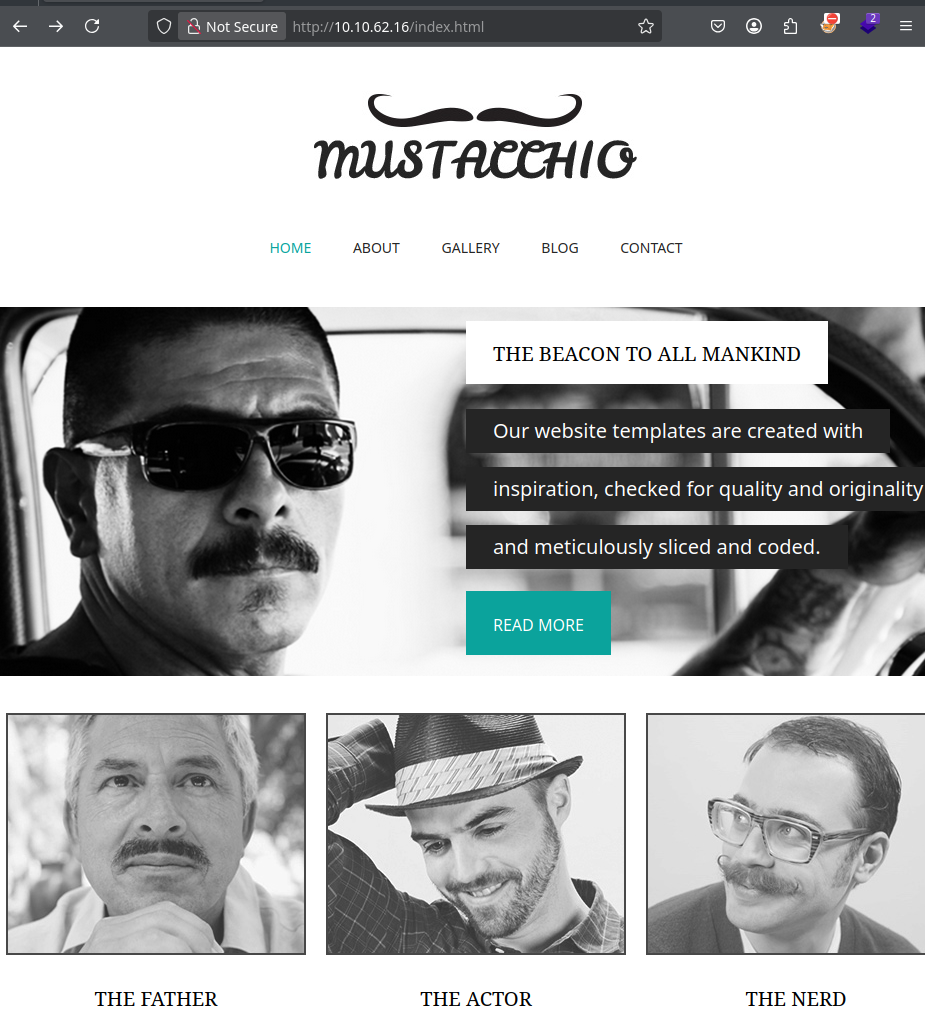 Not Secure http://10.10.62.16/index.html
2
MUSTACCHIO
HOME ABOUT GALLERY BLOG CONTACT
THE BEACON TO ALL MANKIND
Our website templates are created with
inspiration, checked for quality and originality
and meticulously sliced and coded.
READ MORE
THE FATHER THE ACTOR THE NERD